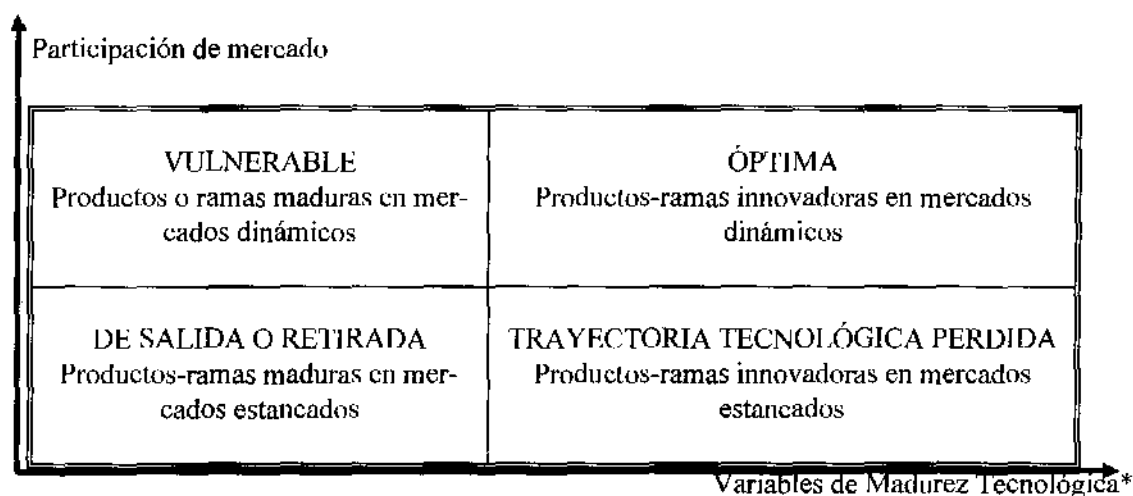 Participación de mercado
VULNERABLE
Productos o ramas maduras en mer-
cados dinámicos
ÓPTIMA
Productos-ramas innovadoras en mercados
dinámicos
DE SALIDA O RETIRADA
Productos-ramas maduras en mer-
cados estancados
TRAYECTORIA TECNOLÓGICA PERDIDA
Productos-ramas innovadoras en mercados
estancados
Variables de Madurez Tecnológica*